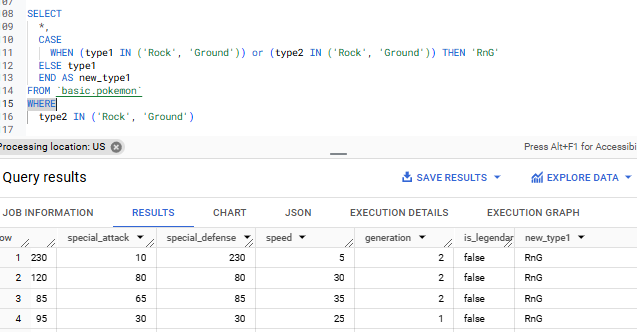 07
08 SELECT
09 *,
10 CASE
11 WHEN (type1 IN ('Rock', 'Ground')) or (type2 IN ('Rock', 'Ground')) THEN 'RnG'
12 ELSE type1
13 END AS new_type1
14 FROM `basic.pokemon`
15 WHERE
16 type2 IN ('Rock', 'Ground')
17
Processing location: US
Press Alt+F1 for Accessibi
Query results
SAVE RESULTS
EXPLORE DATA
JOB INFORMATION RESULTS CHART JSON EXECUTION DETAILS EXECUTION GRAPH
ow special_attack special_defense speed generation is_legendar new_type1
1 230 10 230 5 2 false RnG
2 120 80 80 30 2 false RnG
3 85 65 85 35 2 false RnG
4 95 30 30 25 1 false RnG